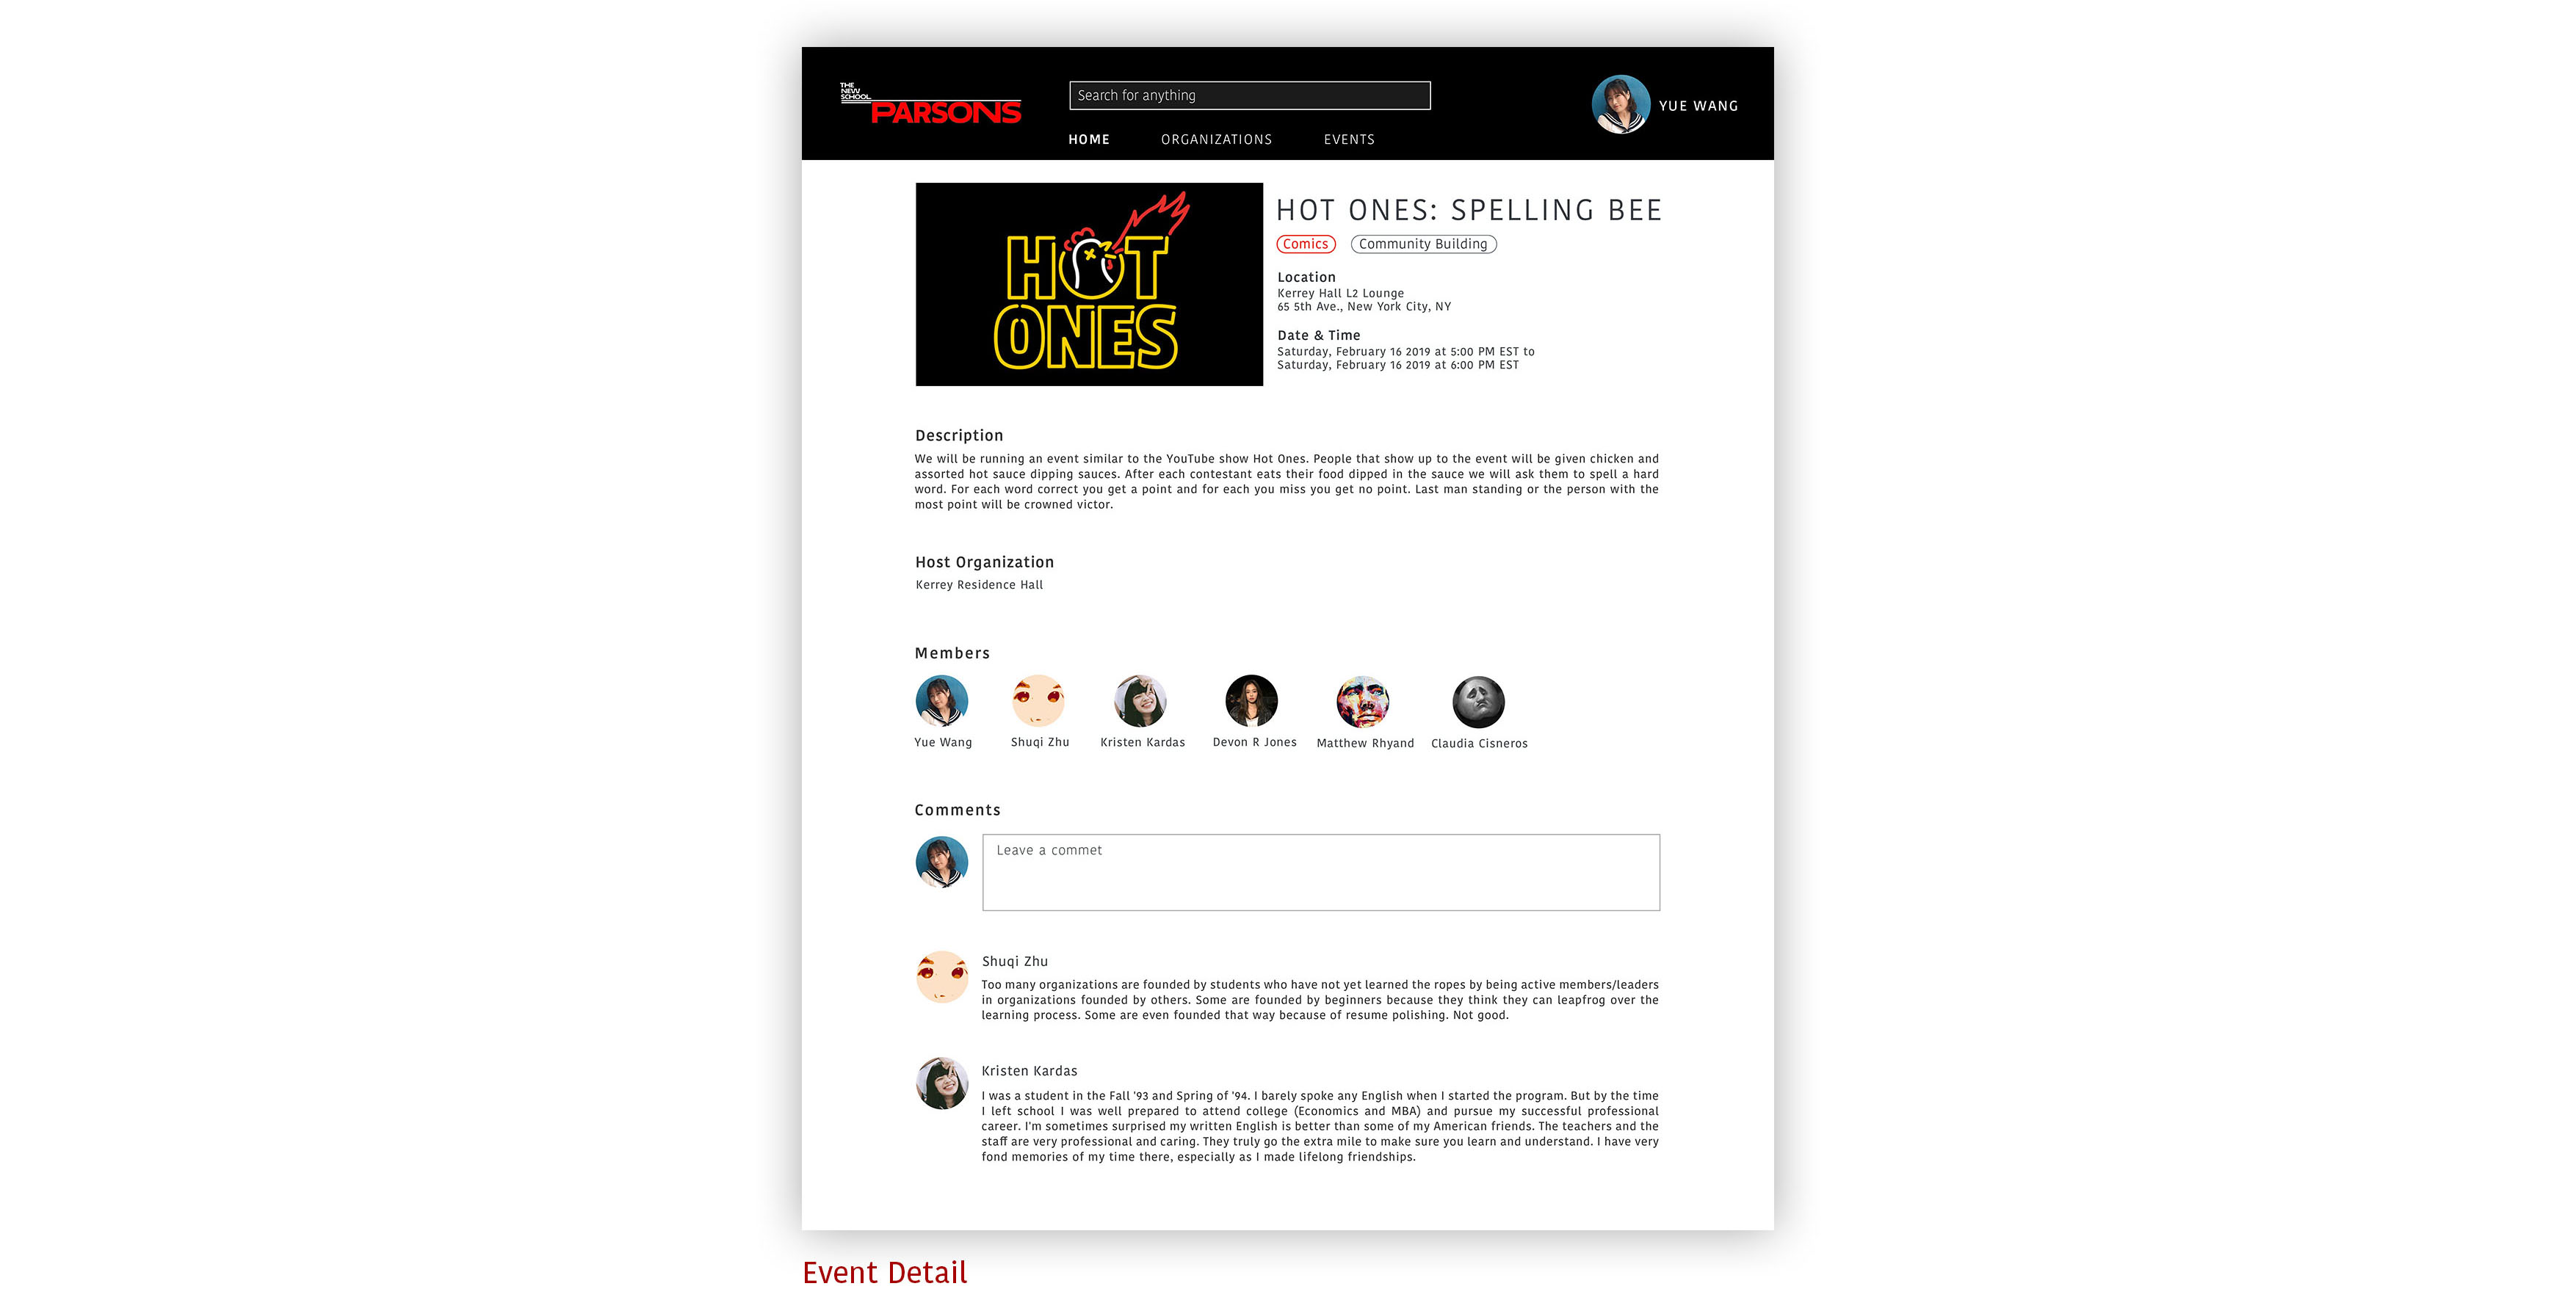 THE
NEW
SCHOOL
PARSONS
Search for anything
HOME ORGANIZATIONS EVENTS
YUE WANG
HOT ONES
HOT ONES: SPELLING BEE
Comics Community Building
Location
Kerrey Hall L2 Lounge
65 5th Ave., New York City, NY
Date & Time
Saturday, February 16 2019 at 5:00 PM EST to
Saturday, February 16 2019 at 6:00 PM EST
Description
We will be running an event similar to the YouTube show Hot Ones. People that show up to the event will be given chicken and
assorted hot sauce dipping sauces. After each contestant eats their food dipped in the sauce we will ask them to spell a hard
word. For each word correct you get a point and for each you miss you get no point. Last man standing or the person with the
most point will be crowned victor.
Host Organization
Kerrey Residence Hall
Members
Yue Wang Shuqi Zhu Kristen Kardas Devon R Jones Matthew Rhyand Claudia Cisneros
Comments
Leave a commet
Shuqi Zhu
Too many organizations are founded by students who have not yet learned the ropes by being active members/leaders
in organizations founded by others. Some are founded by beginners because they think they can leapfrog over the
learning process. Some are even founded that way because of resume polishing. Not good.
Kristen Kardas
I was a student in the Fall '93 and Spring of '94. I barely spoke any English when I started the program. But by the time
I left school I was well prepared to attend college (Economics and MBA) and pursue my successful professional
career. I'm sometimes surprised my written English is better than some of my American friends. The teachers and the
staff are very professional and caring. They truly go the extra mile to make sure you learn and understand. I have very
fond memories of my time there, especially as I made lifelong friendships.
Event Detail